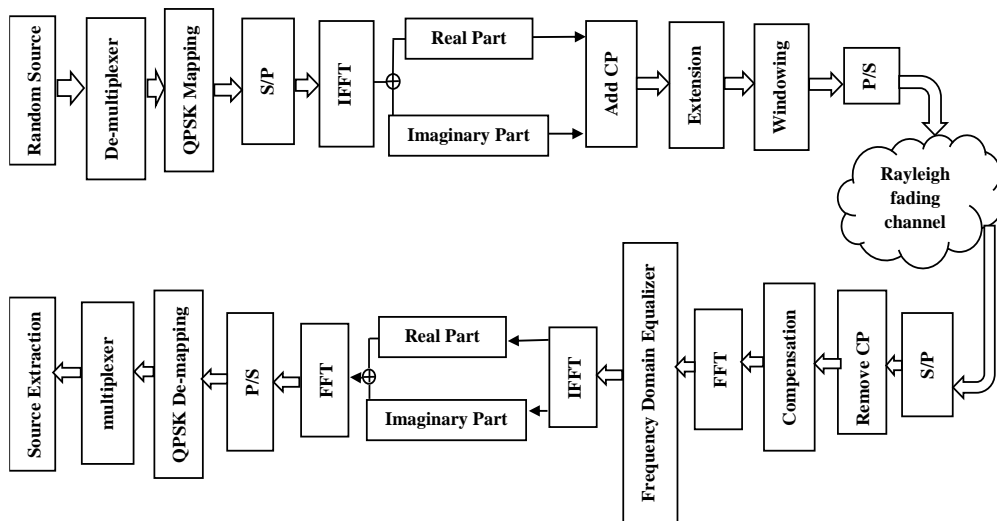 Random Source
De-multiplexer
QPSK Mapping
S/P
IFFT
Real Part
Imaginary Part
Add CP
Extension
Windowing
P/S
Rayleigh
fading
channel
S/P
Remove CP
Compensation
FFT
Frequency Domain Equalizer
IFFT
Real Part
Imaginary Part
FFT
P/S
QPSK De-mapping
multiplexer
Source Extraction